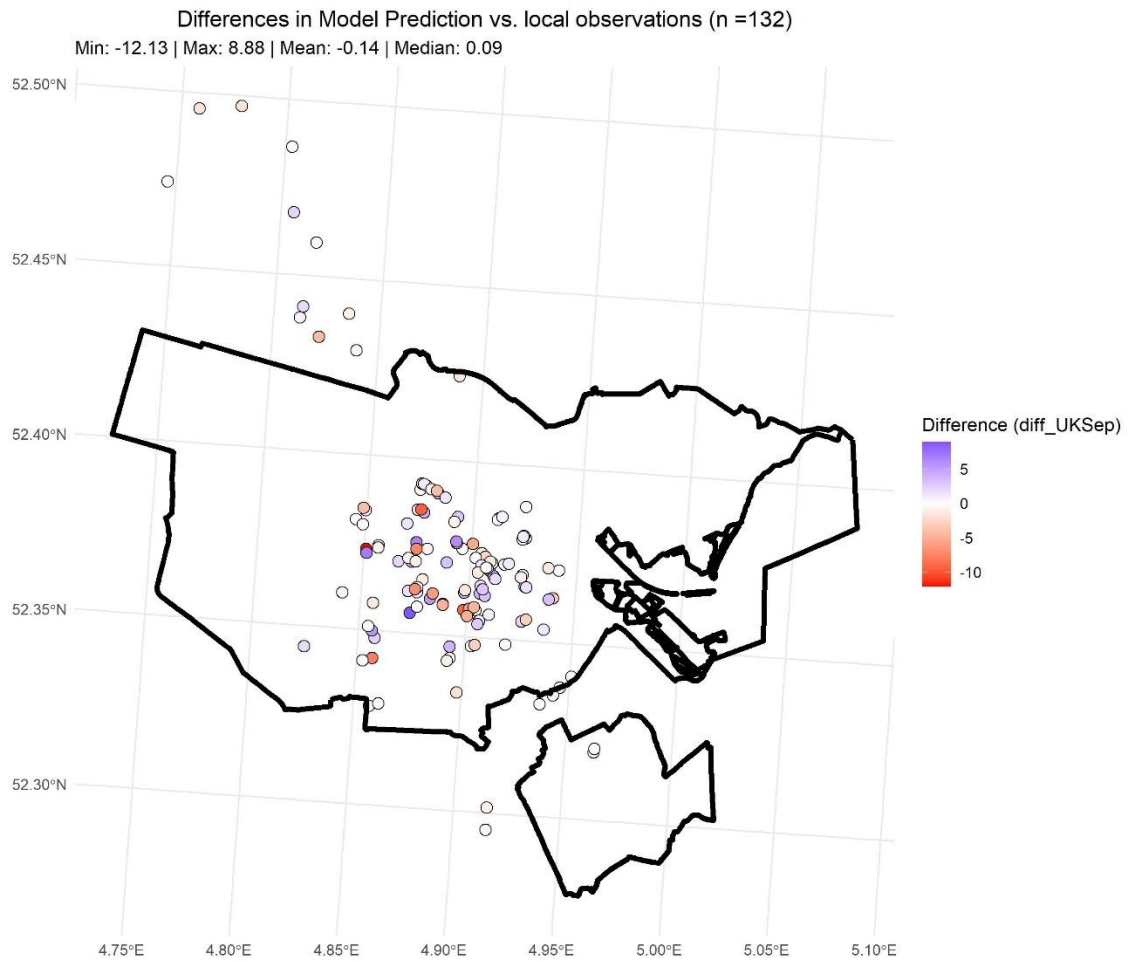 Differences in Model Prediction vs. local observations (n =132)
Min: -12.13 | Max: 8.88 | Mean: -0.14 | Median: 0.09
52.50°N
52.45°N
52.40°N
52.35°N
52.30°N
4.75°E 4.80°E 4.85°E 4.90°E 4.95°E 5.00°E 5.05°E 5.10°E
Difference (diff_UKSep)
5
0
-5
-10